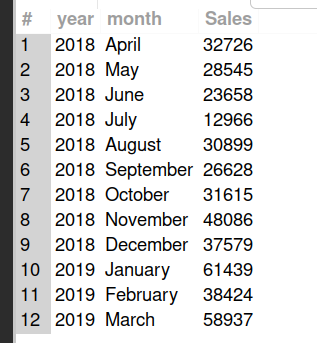 # year month Sales
1 2018 April 32726
2 2018 May 28545
3 2018 June 23658
4 2018 July 12966
5 2018 August 30899
6 2018 September 26628
7 2018 October 31615
8 2018 November 48086
9 2018 December 37579
10 2019 January 61439
11 2019 February 38424
12 2019 March 58937